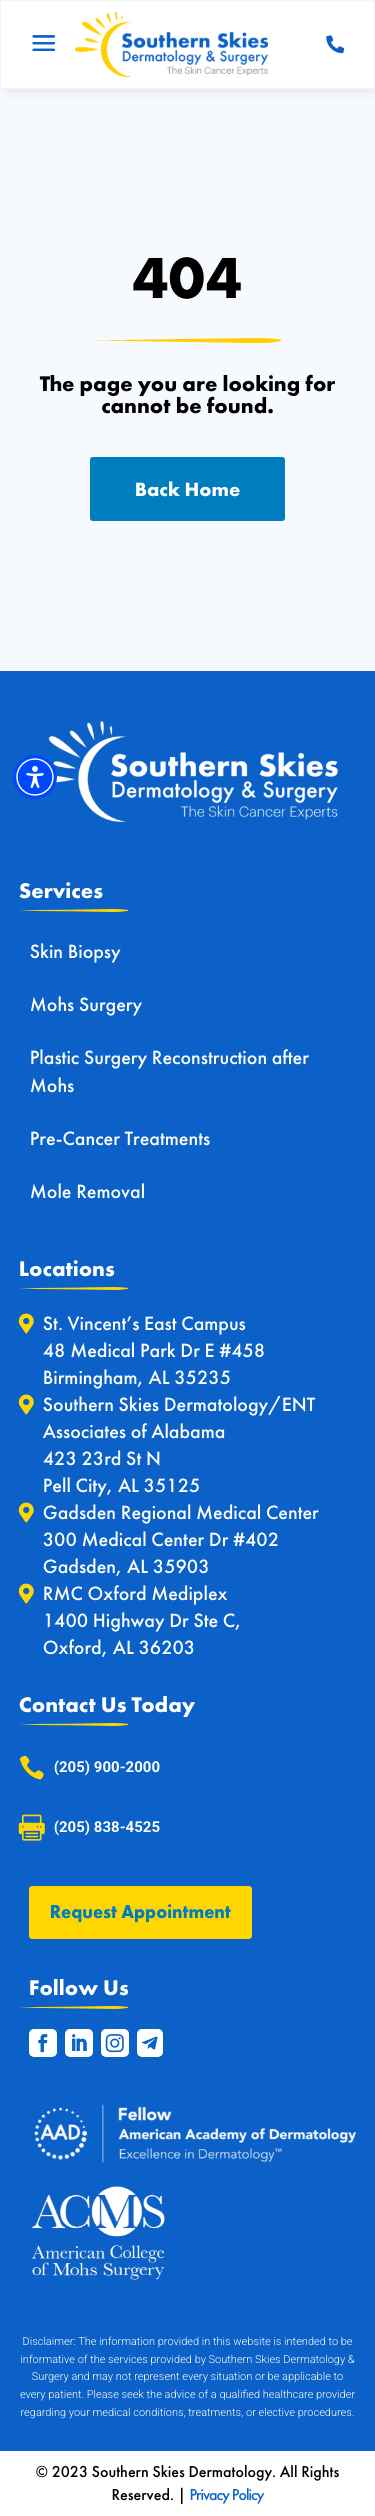 Southern Skies
Dermatology & Surgery
The Skin Cancer Experts
404
The page you are looking for
cannot be found.
Back Home
Southern Skies
Dermatology & Surgery
The Skin Cancer Experts
Services
Skin Biopsy
Mohs Surgery
Plastic Surgery Reconstruction after
Mohs
Pre-Cancer Treatments
Mole Removal
Locations
St. Vincent's East Campus
48 Medical Park Dr E #458
Birmingham, AL 35235
Southern Skies Dermatology/ENT
Associates of Alabama
423 23rd St N
Pell City, AL 35125
Gadsden Regional Medical Center
300 Medical Center Dr #402
Gadsden, AL 35903
RMC Oxford Mediplex
1400 Highway Dr Ste C,
Oxford, AL 36203
Contact Us Today
(205) 900-2000
(205) 838-4525
Request Appointment
Follow Us
AAD
Fellow
American Academy of Dermatology
Excellence in Dermatology™
ACMS
American College
of Mohs Surgery
Disclaimer: The information provided in this website is intended to be
informative of the services provided by Southern Skies Dermatology &
Surgery and may not represent every situation or be applicable to
every patient. Please seek the advice of a qualified healthcare provider
regarding your medical conditions, treatments, or elective procedures.
© 2023 Southern Skies Dermatology. All Rights
Reserved. | Privacy Policy